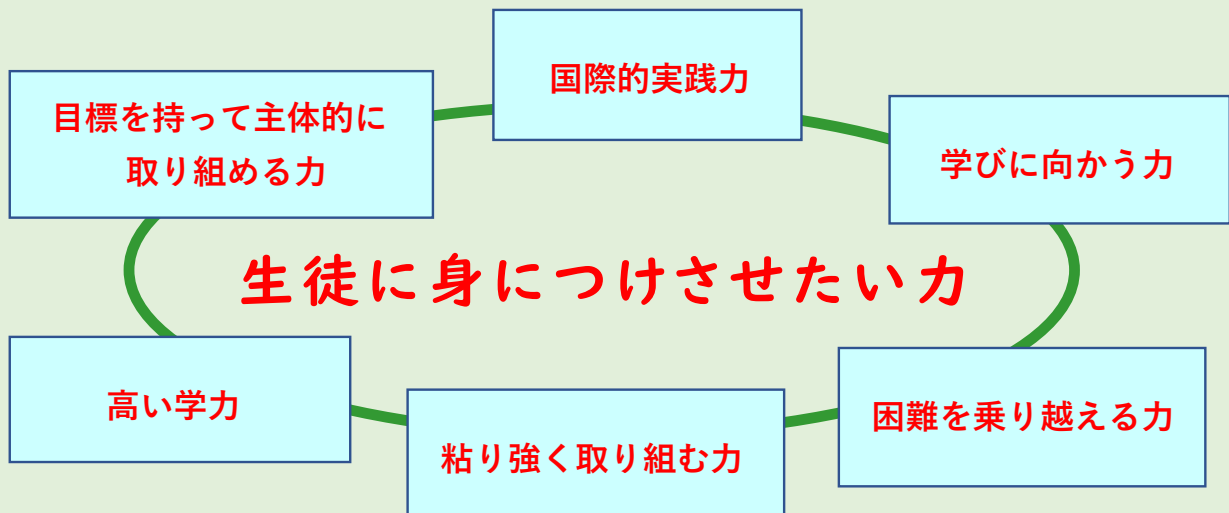 国際的実践力
目標を持って主体的に
取り組める力
学びに向かう力
生徒に身につけさせたい力
高い学力
困難を乗り越える力
粘り強く取り組む力